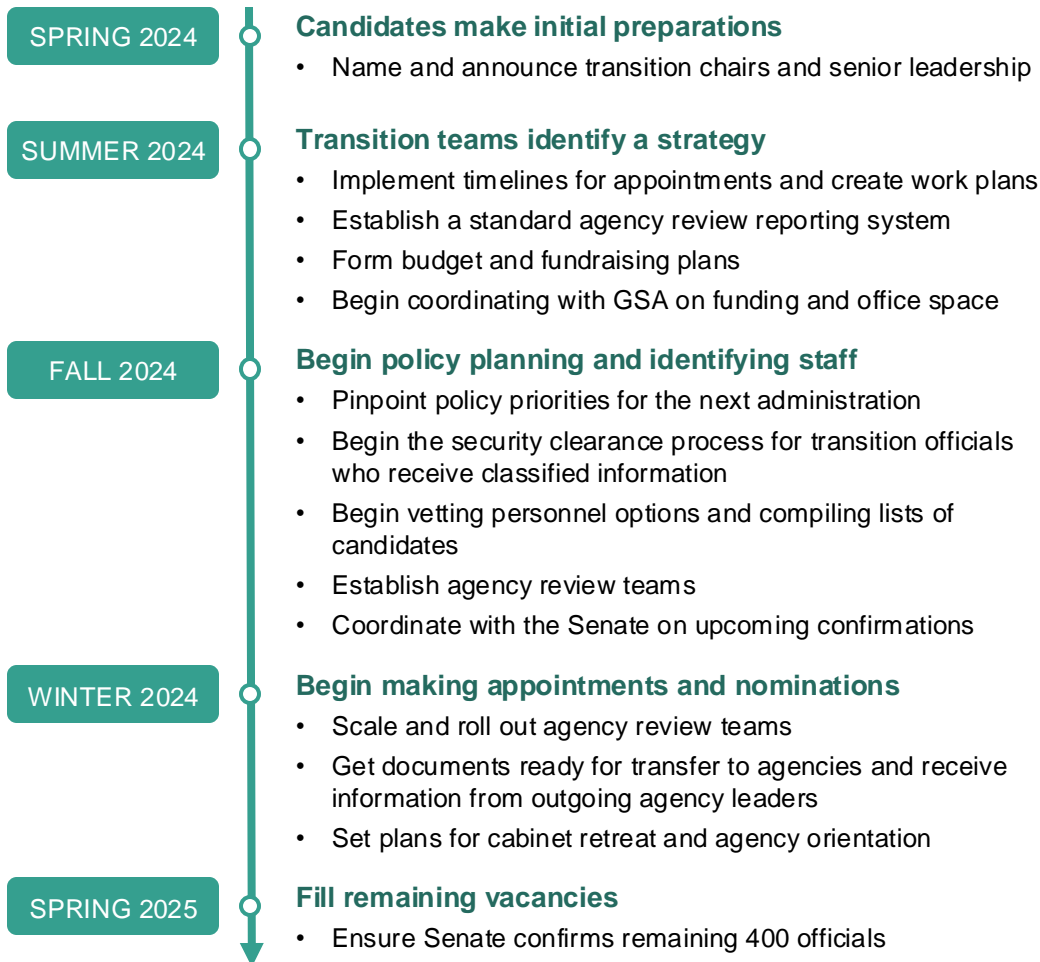 SPRING 2024
Candidates make initial preparations
• Name and announce transition chairs and senior leadership
SUMMER 2024
Transition teams identify a strategy
• Implement timelines for appointments and create work plans
• Establish a standard agency review reporting system
• Form budget and fundraising plans
• Begin coordinating with GSA on funding and office space
FALL 2024
Begin policy planning and identifying staff
• Pinpoint policy priorities for the next administration
• Begin the security clearance process for transition officials
who receive classified information
• Begin vetting personnel options and compiling lists of
candidates
• Establish agency review teams
• Coordinate with the Senate on upcoming confirmations
WINTER 2024
Begin making appointments and nominations
• Scale and roll out agency review teams
• Get documents ready for transfer to agencies and receive
information from outgoing agency leaders
• Set plans for cabinet retreat and agency orientation
SPRING 2025
Fill remaining vacancies
• Ensure Senate confirms remaining 400 officials